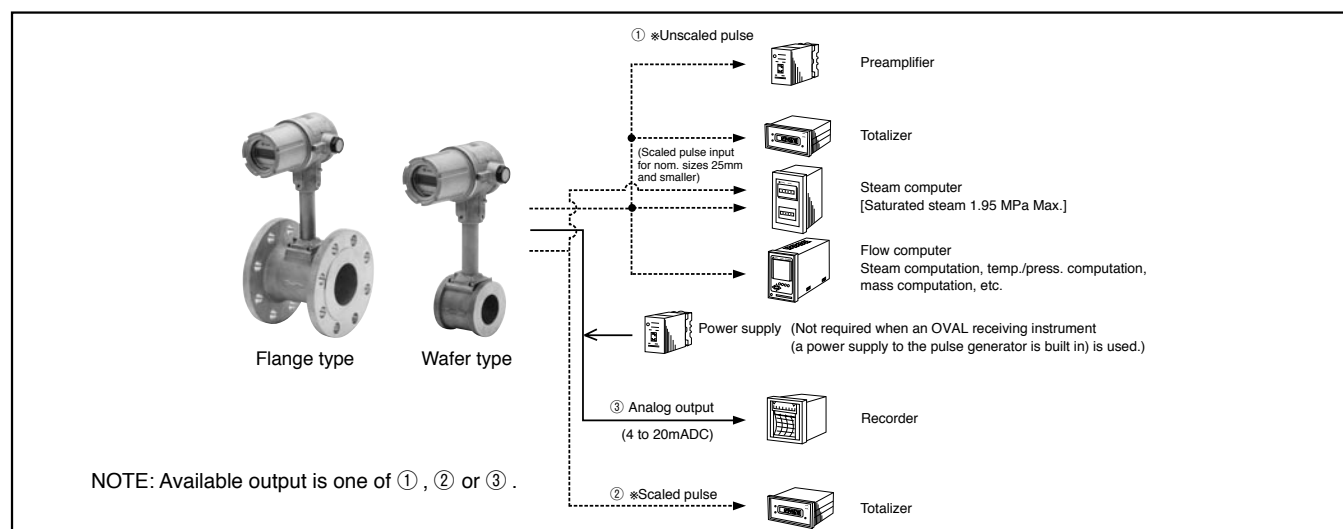 ① ※Unscaled pulse
Preamplifier
Totalizer
(Scaled pulse input
for nom. sizes 25mm
and smaller)
Steam computer
[Saturated steam 1.95 MPa Max.]
Flow computer
Steam computation, temp./press. computation,
mass computation, etc.
Power supply (Not required when an OVAL receiving instrument
(a power supply to the pulse generator is built in) is used.)
Flange type
Wafer type
③ Analog output
(4 to 20mADC)
Recorder
NOTE: Available output is one of ① , ② or ③ .
② ※Scaled pulse
Totalizer